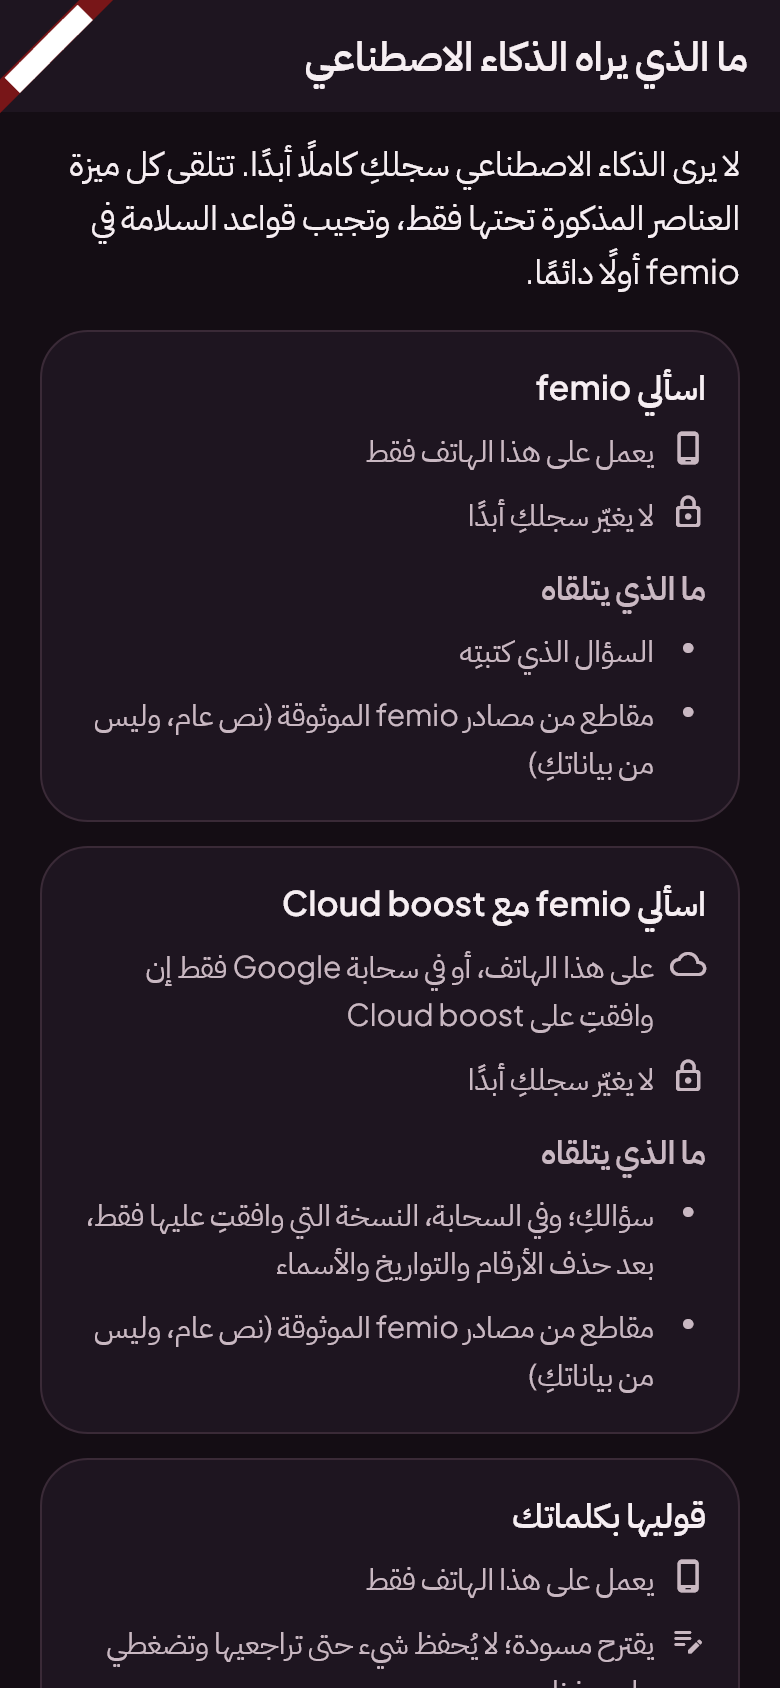 ما الذي يراه الذكاء الاصطناعي
لا يرى الذكاء الاصطناعي سجلكِ كاملًا أبدًا. تتلقى كل ميزة
العناصر المذكورة تحتها فقط، وتجيب قواعد السلامة في
femio أولًا دائمًا.
اسألي femio
يعمل على هذا الهاتف فقط
لا يغيّر سجلكِ أبدًا
ما الذي يتلقاه
• السؤال الذي كتبتِه
• مقاطع من مصادر femio الموثوقة (نص عام، وليس
من بياناتكِ)
اسألي femio مع Cloud boost
على هذا الهاتف، أو في سحابة Google فقط إن
وافقتِ على Cloud boost
لا يغيّر سجلكِ أبدًا
ما الذي يتلقاه
• سؤالكِ؛ وفي السحابة، النسخة التي وافقتِ عليها فقط،
بعد حذف الأرقام والتواريخ والأسماء
• مقاطع من مصادر femio الموثوقة (نص عام، وليس
من بياناتكِ)
قوليها بكلماتك
يعمل على هذا الهاتف فقط
يقترح مسودة؛ لا يُحفظ شيء حتى تراجعيها وتضغطي